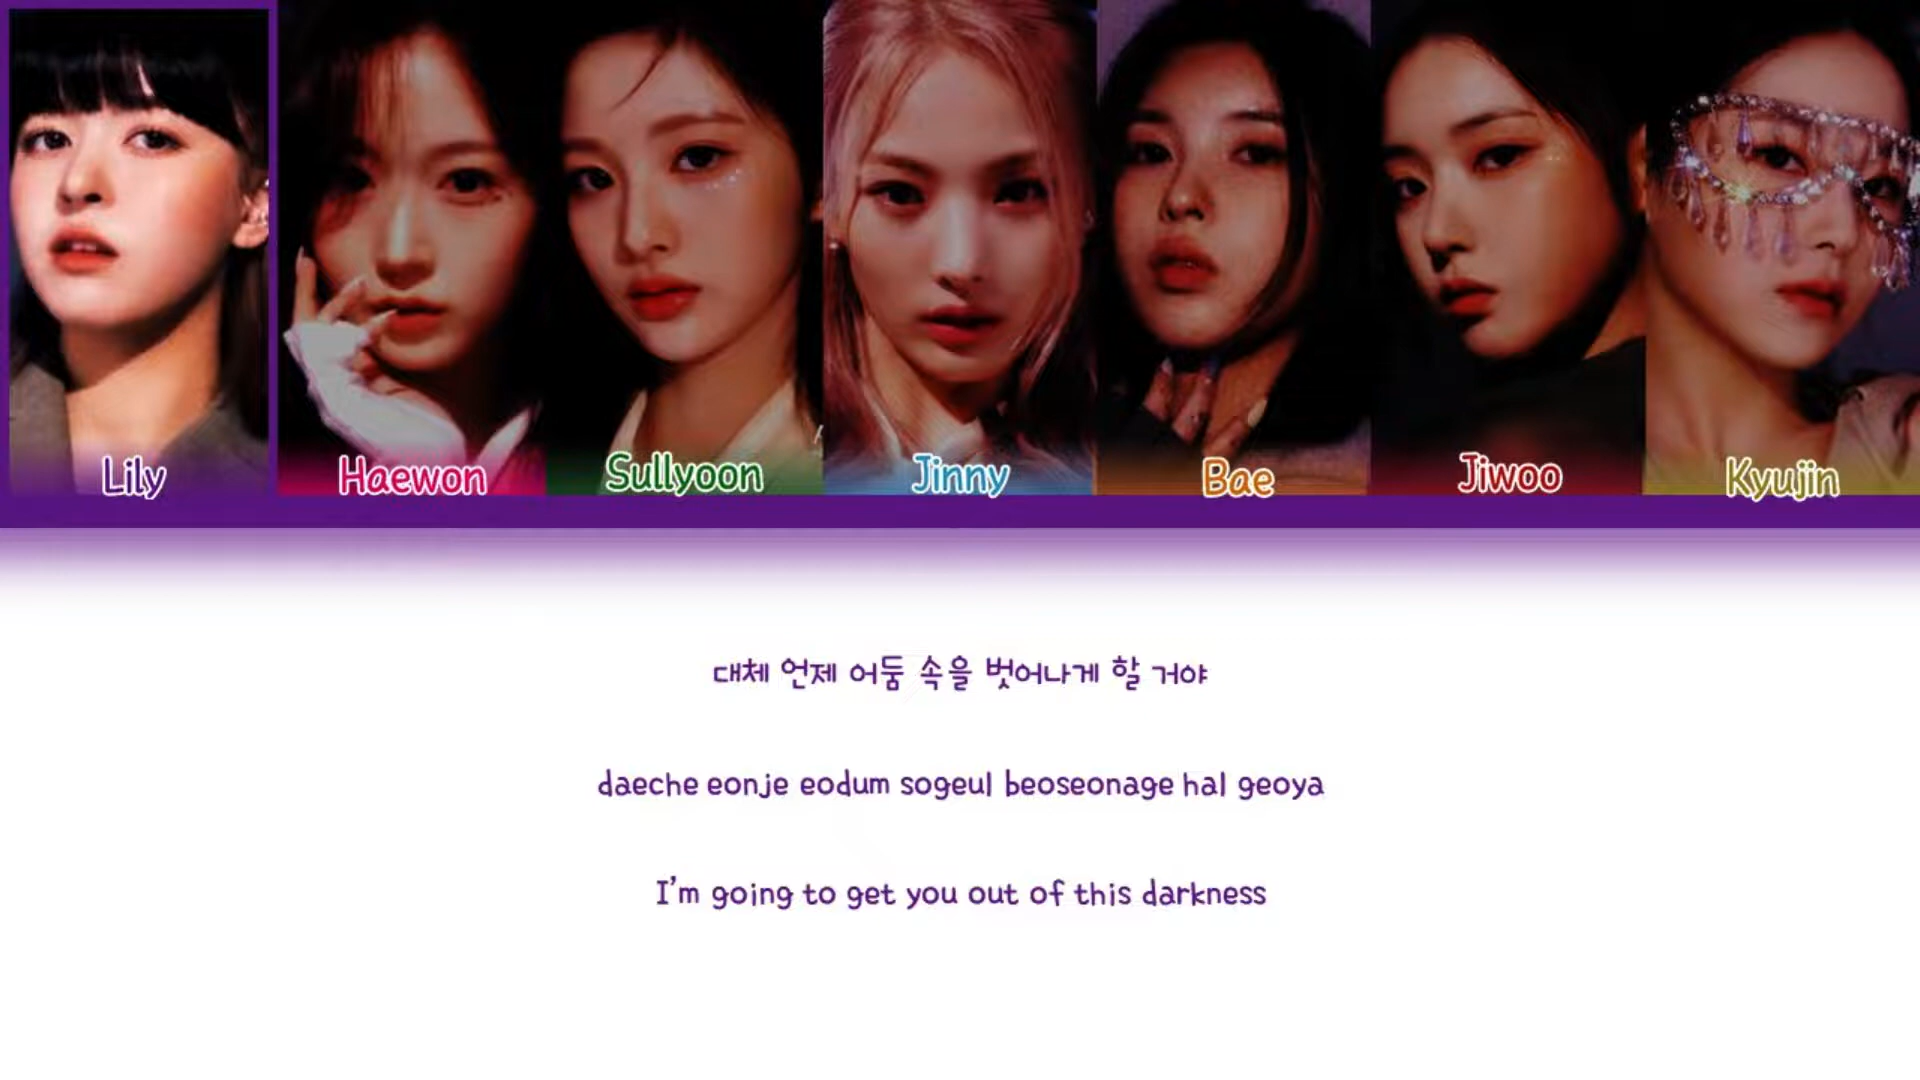 Lily Haewon Sullyoon Jinny Bae Jiwoo Kyujin
대체 언제 어둠 속을 벗어나게 할 거야
daeche eonje eodum sogeul beoseonage hal geoya
I'm going to get you out of this darkness